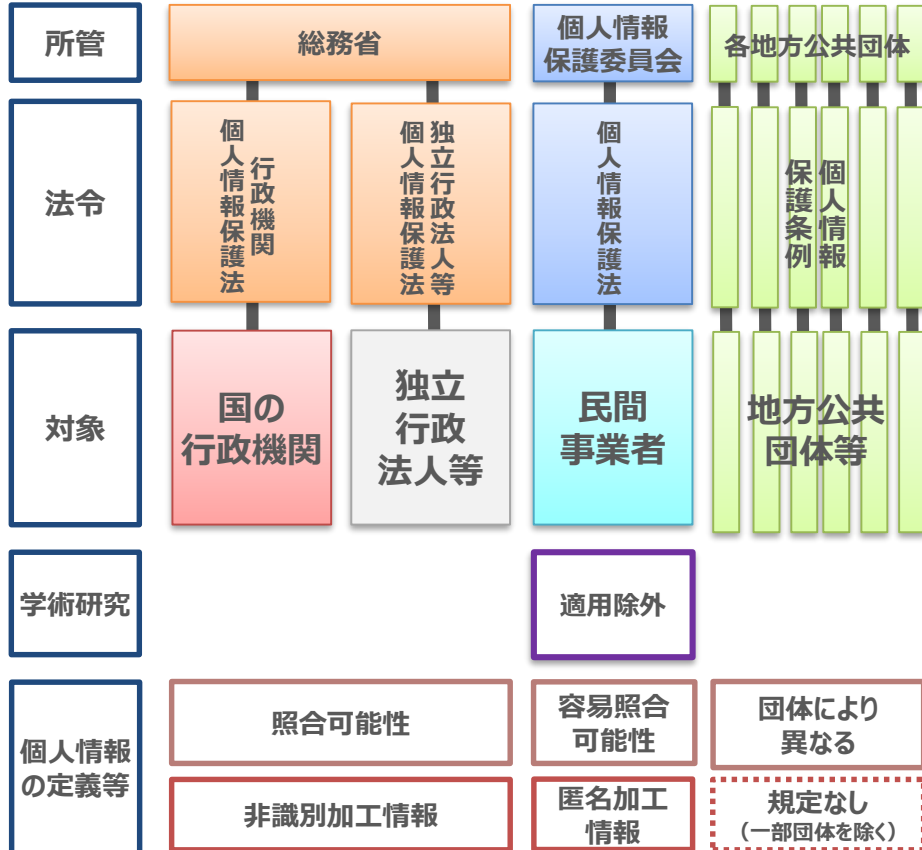 所管
総務省
個人情報
保護委員会
各地方公共団体
法令
行政機関
個人情報保護法
独立行政法人等
個人情報保護法
個人情報保護法
個人情報
保護条例
対象
国の
行政機関
独立
行政
法人等
民間
事業者
地方公共
団体等
学術研究
適用除外
個人情報
の定義等
照合可能性
容易照合
可能性
団体により
異なる
非識別加工情報
匿名加工
情報
規定なし
（一部団体を除く）